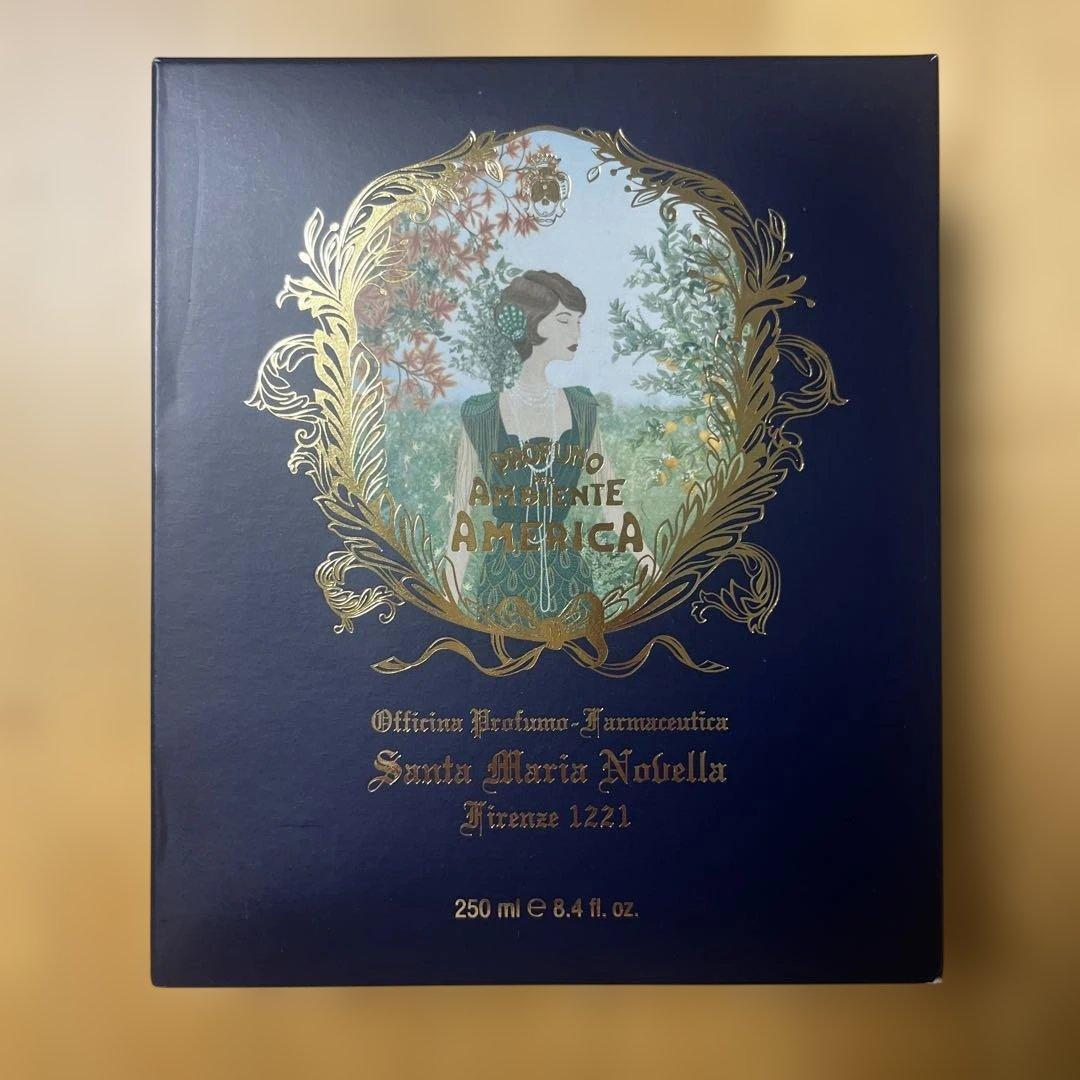 PROFUMO
PER
AMBIENTE
AMERICA
Officina Profumo-Farmaceutica
Santa Maria Novella
Firenze 1221
250 ml ℮ 8.4 fl. oz.